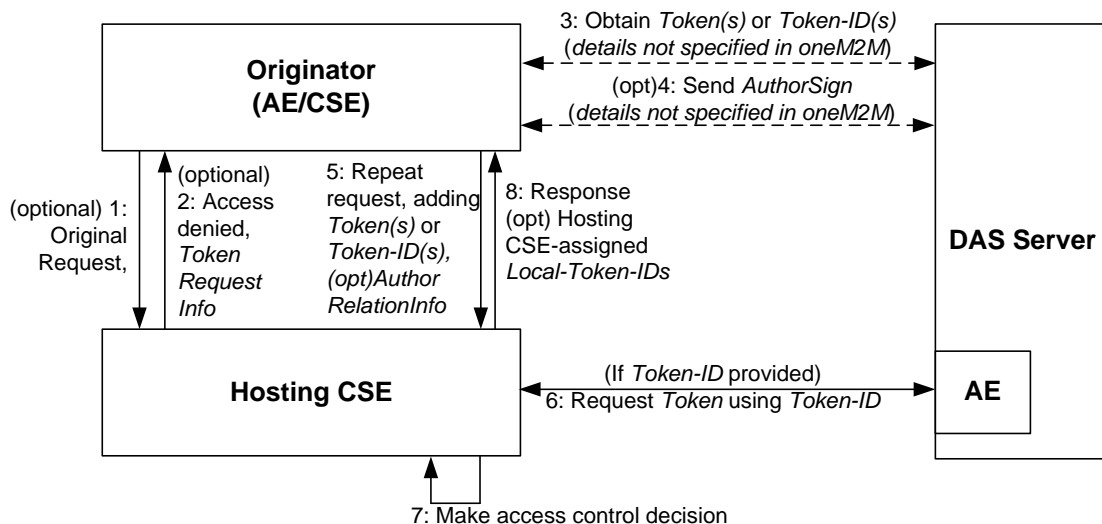 3: Obtain Token(s) or Token-ID(s)
(details not specified in oneM2M)
(opt)4: Send AuthorSign
(details not specified in oneM2M)
Originator
(AE/CSE)
(optional) 1:
Original
Request,
(optional)
2: Access
denied,
Token
Request
Info
5: Repeat
request, adding
Token(s) or
Token-ID(s),
(opt)Author
RelationInfo
8: Response
(opt) Hosting
CSE-assigned
Local-Token-IDs
DAS Server
Hosting CSE
(If Token-ID provided)
6: Request Token using Token-ID
AE
7: Make access control decision